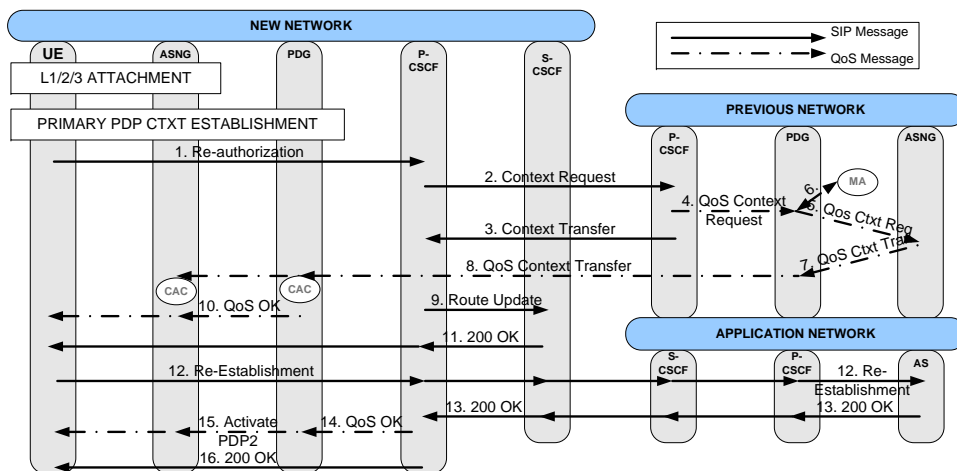 NEW NETWORK
UE
ASNG
PDG
P-
CSCF
S-
CSCF
SIP Message
QoS Message
L1/2/3 ATTACHMENT
PRIMARY PDP CTXT ESTABLISHMENT
PREVIOUS NETWORK
P-
CSCF
PDG
ASNG
1. Re-authorization
2. Context Request
MA
6.
4. QoS Context
Request
5. Qos Ctxt Req
3. Context Transfer
7. QoS Ctxt Tra
8. QoS Context Transfer
CAC
CAC
10. QoS OK
9. Route Update
APPLICATION NETWORK
11. 200 OK
S-
CSCF
P-
CSCF
AS
12. Re-Establishment
12. Re-
Establishment
13. 200 OK
13. 200 OK
15. Activate
PDP2
14. QoS OK
16. 200 OK